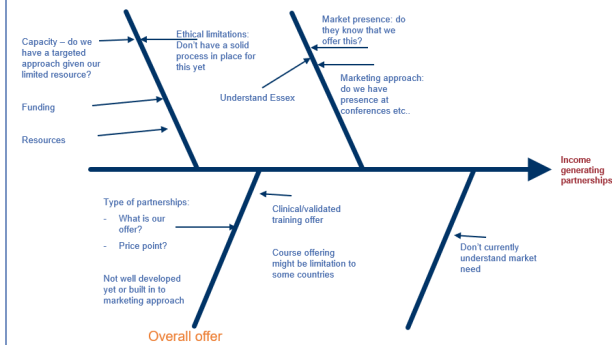 Capacity – do we
have a targeted
approach given our
limited resource?
Funding
Resources
Ethical limitations:
Don't have a solid
process in place for
this yet
Market presence: do
they know that we
offer this?
Understand Essex
Marketing approach:
do we have
presence at
conferences etc..
Income
generating
partnerships
Type of partnerships:
- What is our
offer?
- Price point?
Not well developed
yet or built in to
marketing approach
Clinical/validated
training offer
Course offering
might be limitation to
some countries
Don't currently
understand market
need
Overall offer